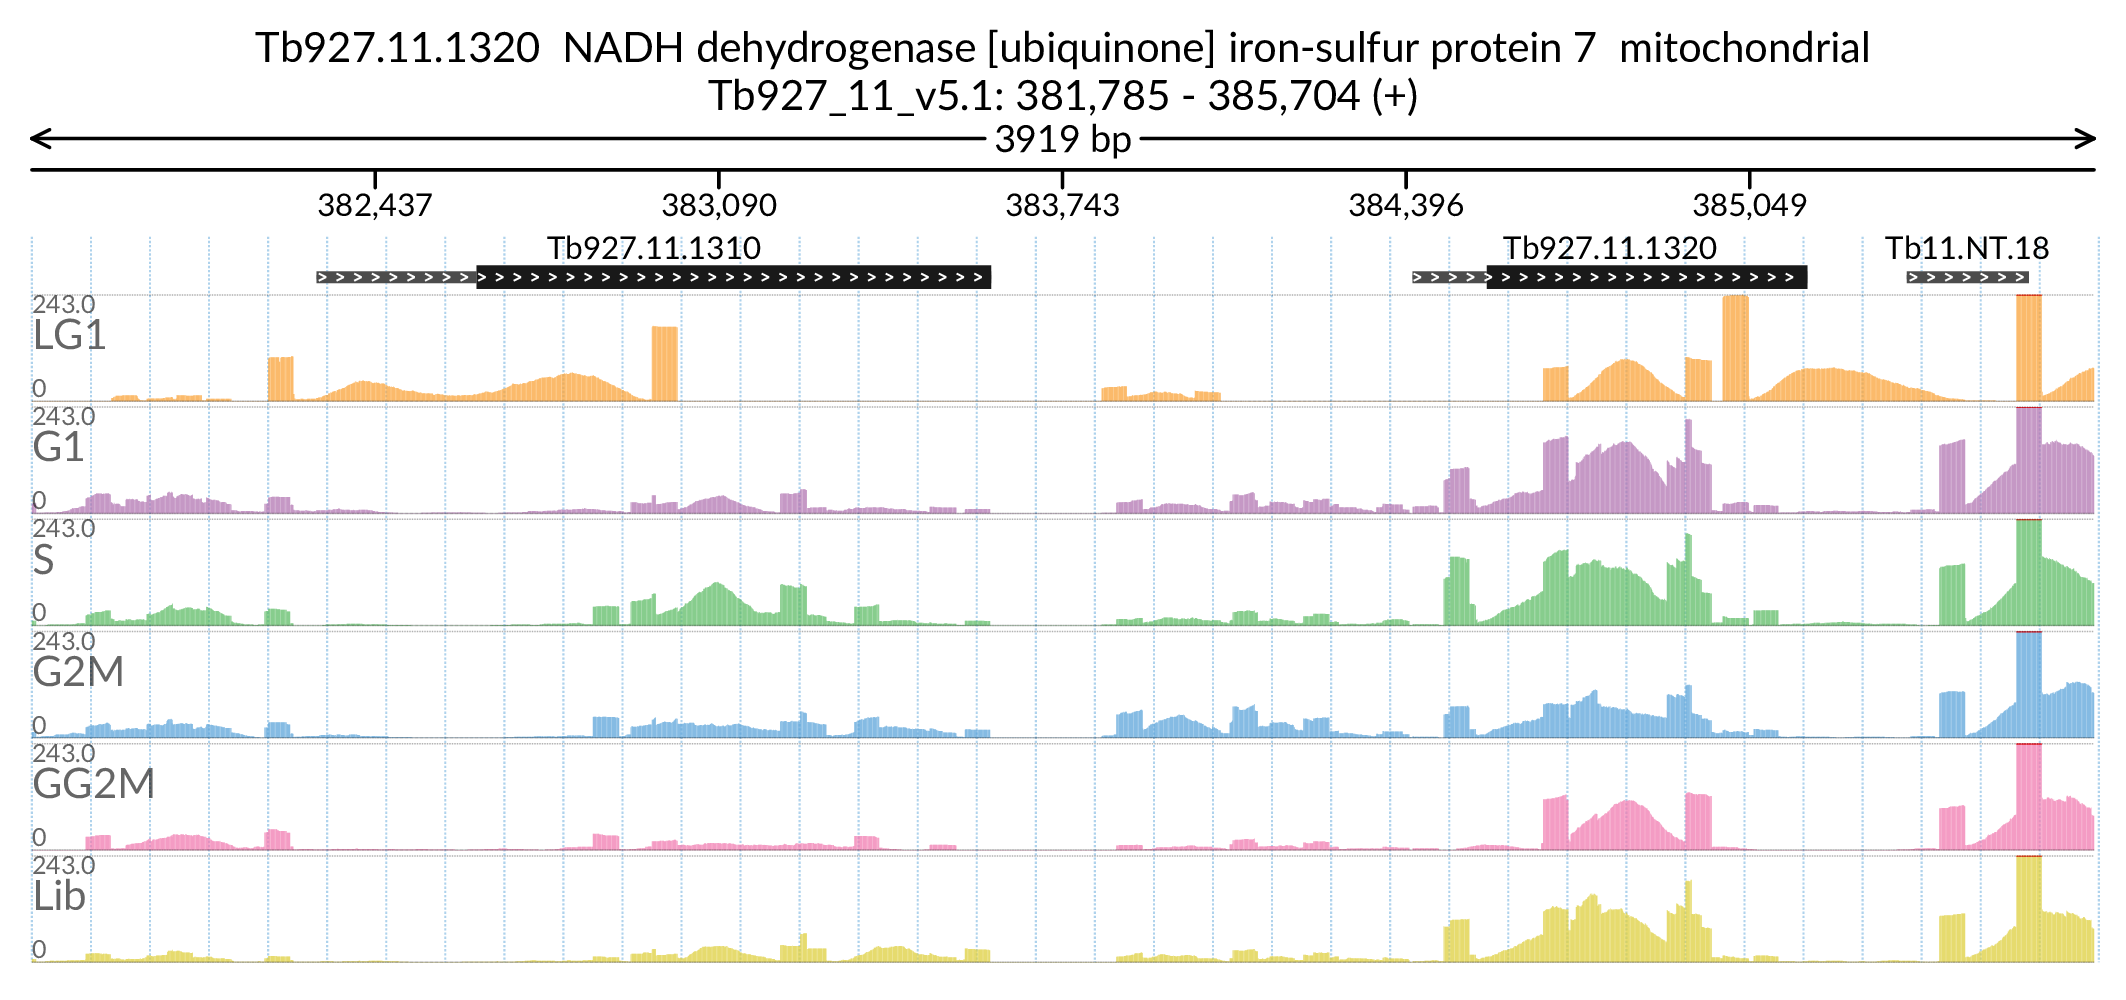 Tb927.11.1320  NADH dehydrogenase [ubiquinone] iron-sulfur protein 7  mitochondrial
Tb927_11_v5.1: 381,785 - 385,704 (+)
3919 bp
382,437 383,090 383,743 384,396 385,049
Tb927.11.1310 Tb927.11.1320 Tb11.NT.18
243.0
LG1
0
243.0
G1
0
243.0
S
0
243.0
G2M
0
243.0
GG2M
0
243.0
Lib
0